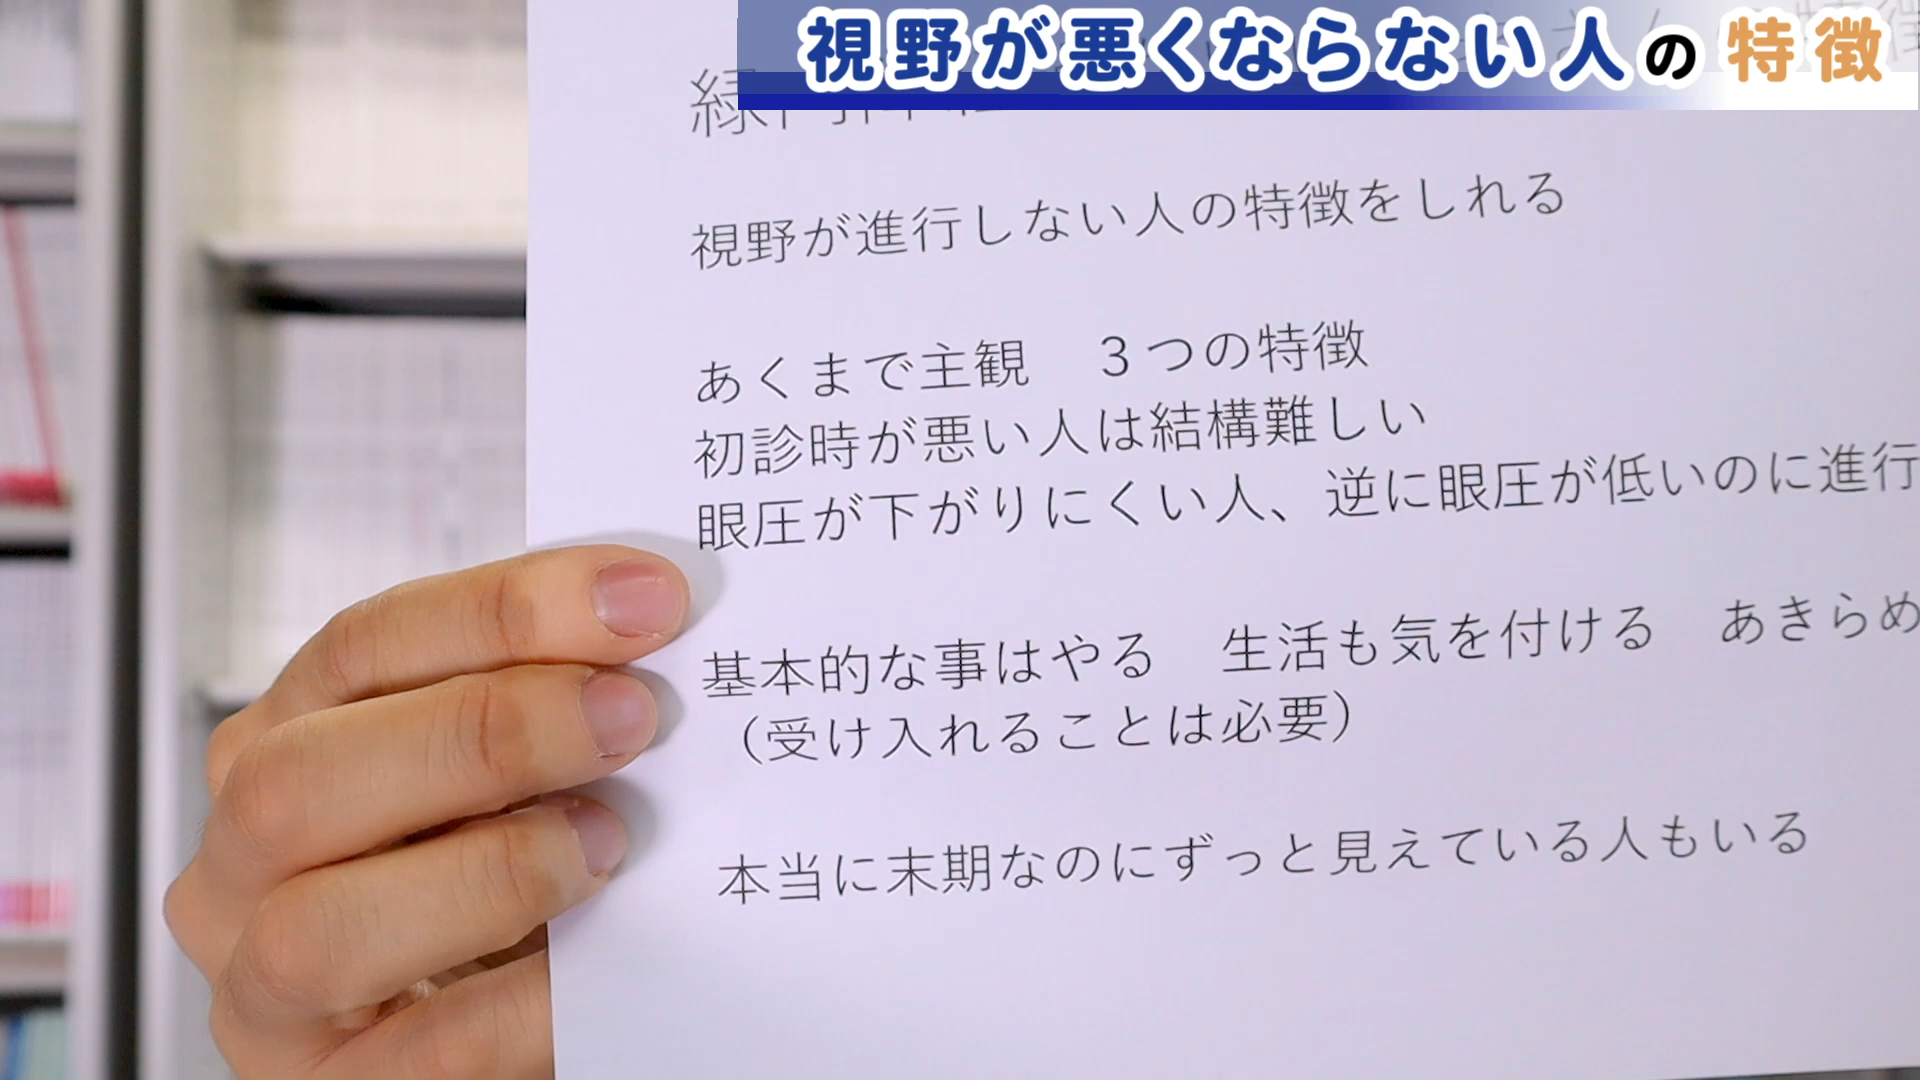 視野が悪くならない人の特徴
視野が進行しない人の特徴をしれる
あくまで主観　３つの特徴
初診時が悪い人は結構難しい
眼圧が下がりにくい人、逆に眼圧が低いのに進行
基本的な事はやる　生活も気を付ける　あきらめ
（受け入れることは必要）
本当に末期なのにずっと見えている人もいる